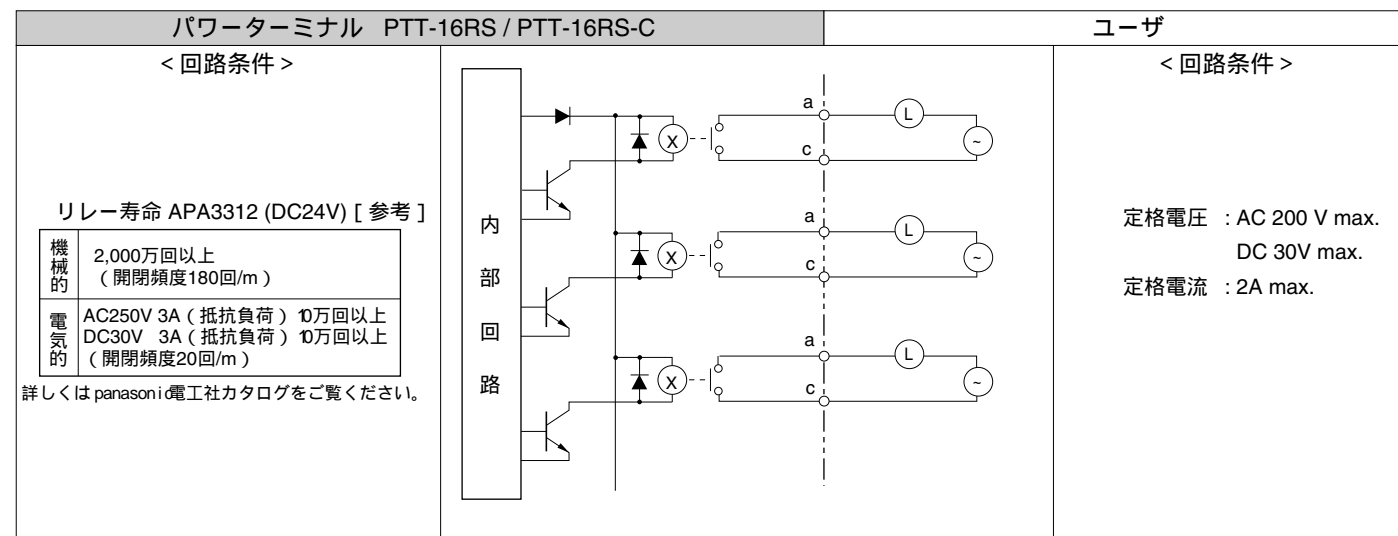 パワーターミナル PTT-16RS / PTT-16RS-C
ユーザ
< 回路条件 >
リレー寿命 APA3312 (DC24V) [ 参考 ]
機械的
2,000万回以上
( 開閉頻度180回/m )
電気的
AC250V 3A ( 抵抗負荷 ) 10万回以上
DC30V 3A ( 抵抗負荷 ) 10万回以上
( 開閉頻度20回/m )
詳しくは panasonic電工社カタログをご覧ください。
内部回路
X
a
c
L
~
X
a
c
L
~
X
a
c
L
~
< 回路条件 >
定格電圧 : AC 200 V max.
DC 30V max.
定格電流 : 2A max.